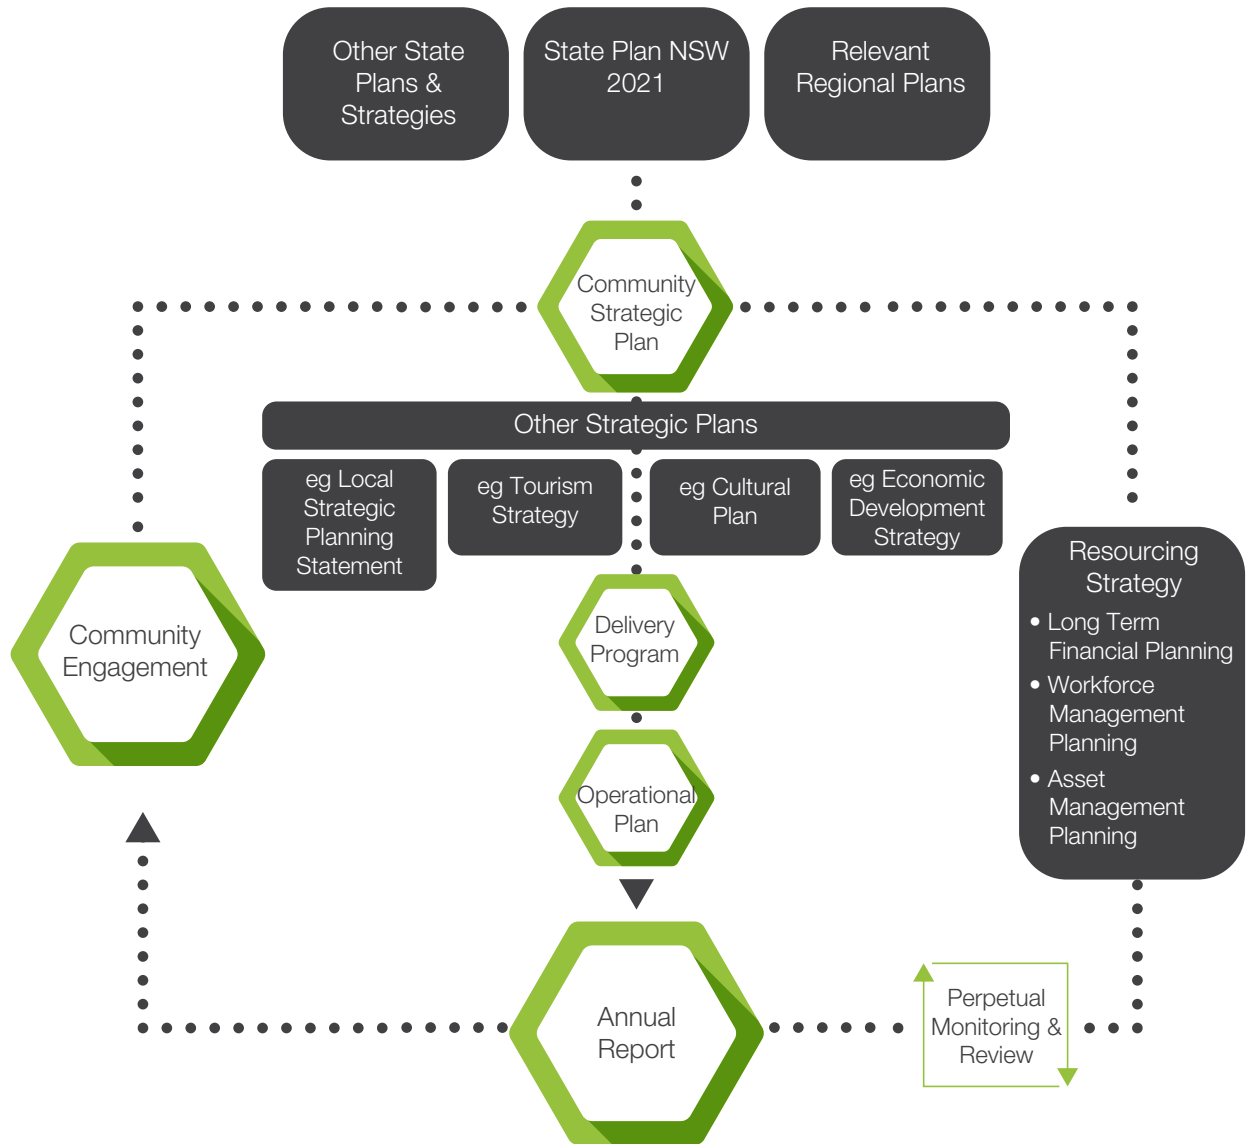 Other State
Plans &
Strategies
State Plan NSW
2021
Relevant
Regional Plans
Community
Strategic
Plan
Other Strategic Plans
eg Local
Strategic
Planning
Statement
eg Tourism
Strategy
eg Cultural
Plan
eg Economic
Development
Strategy
Community
Engagement
Delivery
Program
Resourcing
Strategy
• Long Term
Financial Planning
• Workforce
Management
Planning
• Asset
Management
Planning
Operational
Plan
Annual
Report
Perpetual
Monitoring &
Review